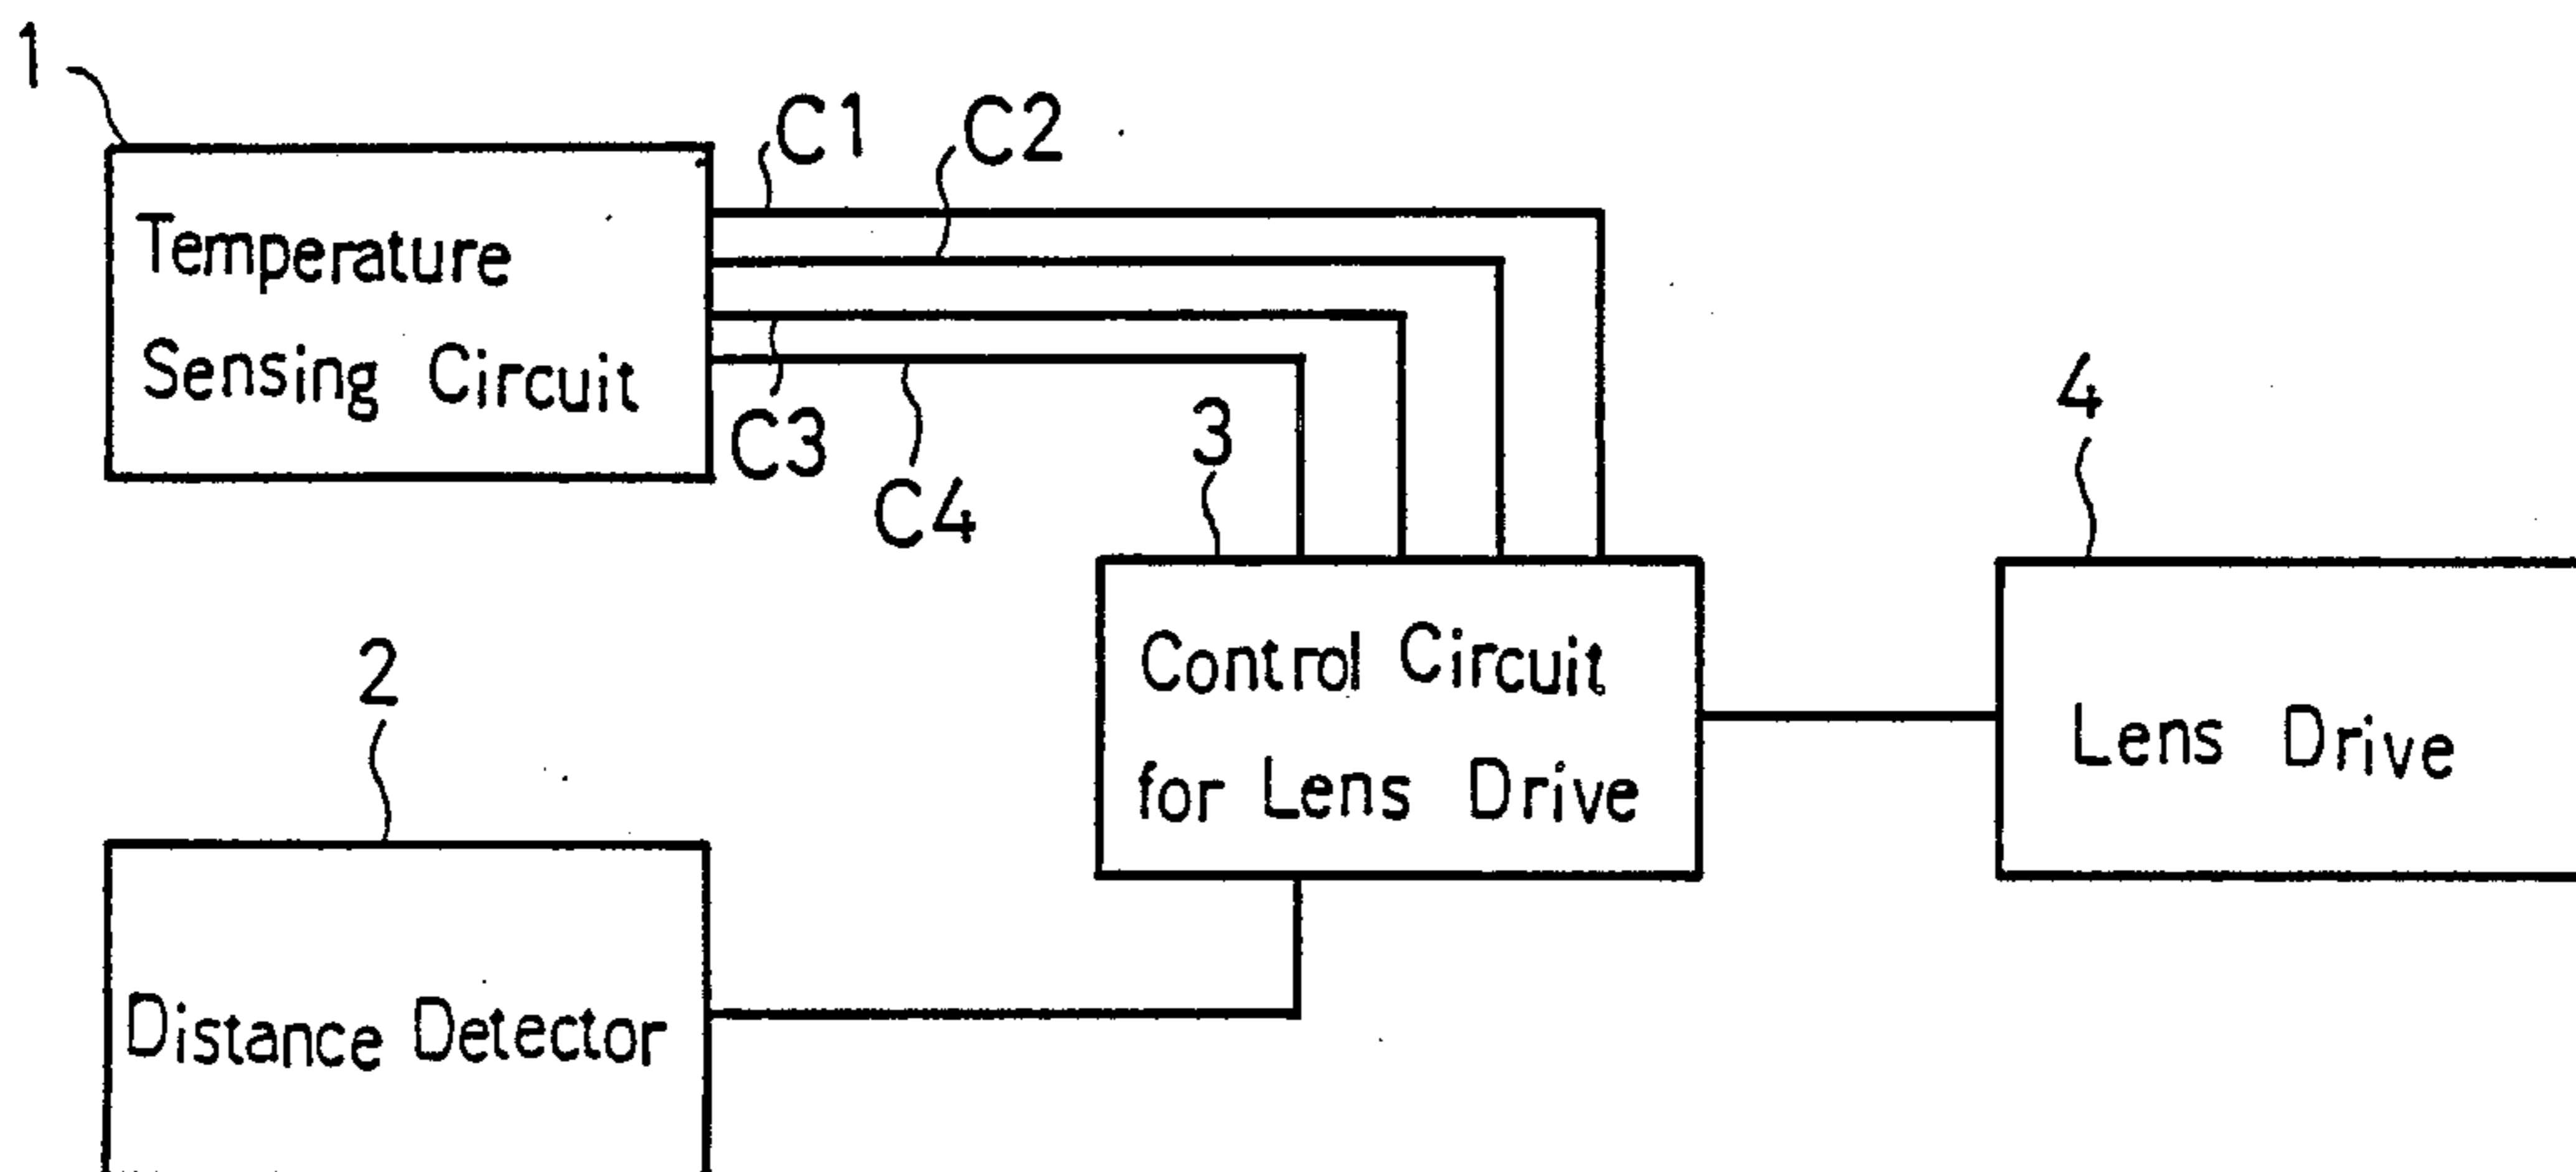 1
C1
C2
Temperature
Sensing Circuit
C3
C4
3
4
Control Circuit
for Lens Drive
Lens Drive
2
Distance Detector